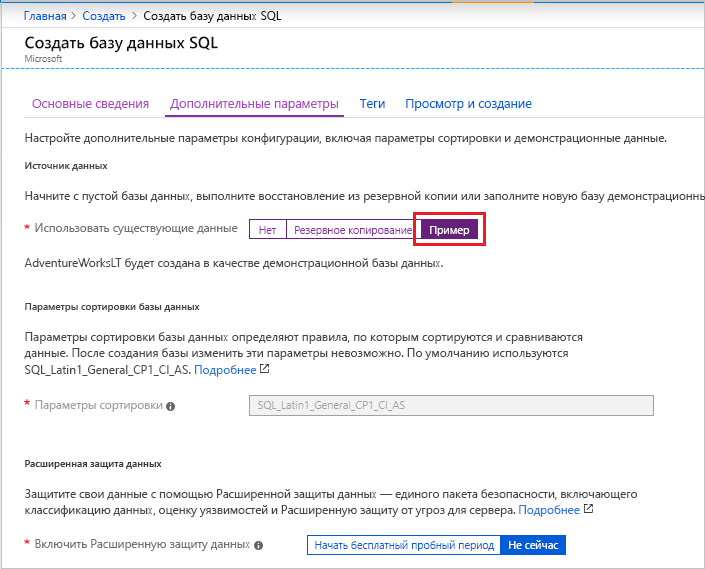 Главная > Создать > Создать базу данных SQL
Создать базу данных SQL
Microsoft
Основные сведения Дополнительные параметры Теги Просмотр и создание
Настройте дополнительные параметры конфигурации, включая параметры сортировки и демонстрационные данные.
Источник данных
Начните с пустой базы данных, выполните восстановление из резервной копии или заполните новую базу
* Использовать существующие данные Нет Резервное копирование Пример
AdventureWorksLT будет создана в качестве демонстрационной базы данных.
Параметры сортировки базы данных
Параметры сортировки базы данных определяют правила, по которым сортируются и сравниваются
данные. После создания базы изменить эти параметры невозможно. По умолчанию используются
SQL_Latin1_General_CP1_CI_AS. Подробнее
* Параметры сортировки SQL_Latin1_General_CP1_CI_AS
Расширенная защита данных
Защитите свои данные с помощью Расширенной защиты данных — единого пакета безопасности, включающего
классификацию данных, оценку уязвимостей и Расширенную защиту от угроз для сервера. Подробнее
* Включить Расширенную защиту данных Начать бесплатный пробный период Не сейчас